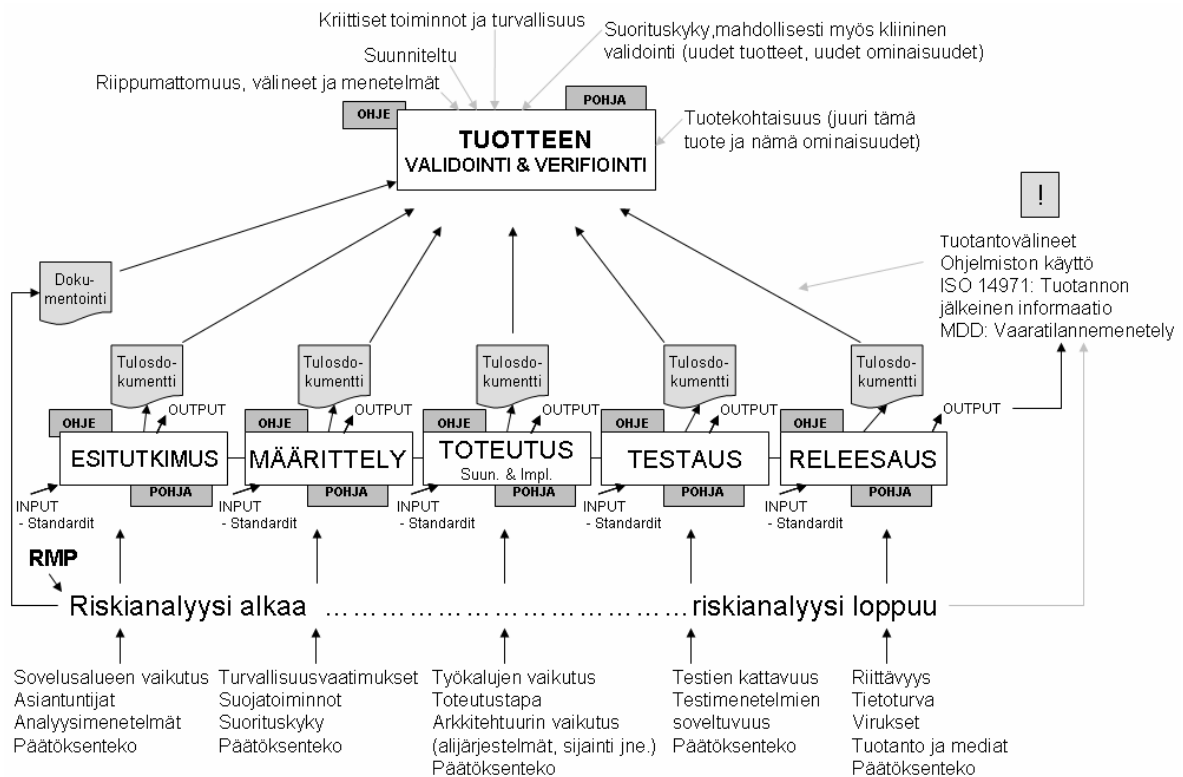 Kriittiset toiminnot ja turvallisuus
Suorituskyky,mahdollisesti myös kliininen
validointi (uudet tuotteet, uudet ominaisuudet)
Suunniteltu
Riippumattomuus, välineet ja menetelmät
OHJE
POHJA
TUOTTEEN
VALIDOINTI & VERIFIOINTI
Tuotekohtaisuus (juuri tämä
tuote ja nämä ominaisuudet)
!
Tuotantovälineet
Ohjelmiston käyttö
ISO 14971: Tuotannon
jälkeinen informaatio
MDD: Vaaratilannemenetely
Doku-
mentointi
Tulosdo-
kumentti
Tulosdo-
kumentti
Tulosdo-
kumentti
Tulosdo-
kumentti
Tulosdo-
kumentti
OUTPUT
OUTPUT
OUTPUT
OUTPUT
OUTPUT
OHJE
OHJE
OHJE
OHJE
OHJE
ESITUTKIMUS
MÄÄRITTELY
TOTEUTUS
Suun. & Impl.
TESTAUS
RELEESAUS
POHJA
POHJA
POHJA
POHJA
POHJA
INPUT
- Standardit
INPUT
- Standardit
INPUT
- Standardit
INPUT
- Standardit
INPUT
- Standardit
RMP
Riskianalyysi alkaa ... ... ... ... ... ... ... ... ... ... ... ... ... riskianalyysi loppuu
Sovelusalueen vaikutus
Asiantuntijat
Analyysimenetelmät
Päätöksenteko
Turvallisuusvaatimukset
Suojatoiminnot
Suorituskyky
Päätöksenteko
Työkalujen vaikutus
Toteutustapa
Arkkitehtuurin vaikutus
(alijärjestelmät, sijainti jne.)
Päätöksenteko
Testien kattavuus
Testimenetelmien
soveltuvuus
Päätöksenteko
Riittävyys
Tietoturva
Virukset
Tuotanto ja mediat
Päätöksenteko